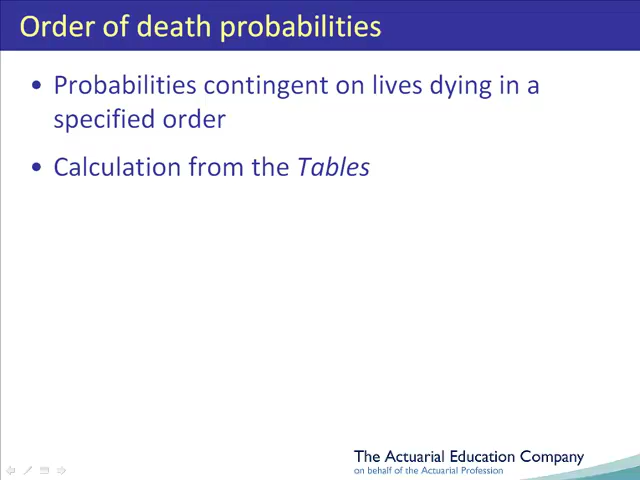 Order of death probabilities
• Probabilities contingent on lives dying in a
specified order
• Calculation from the Tables
The Actuarial Education Company
on behalf of the Actuarial Profession